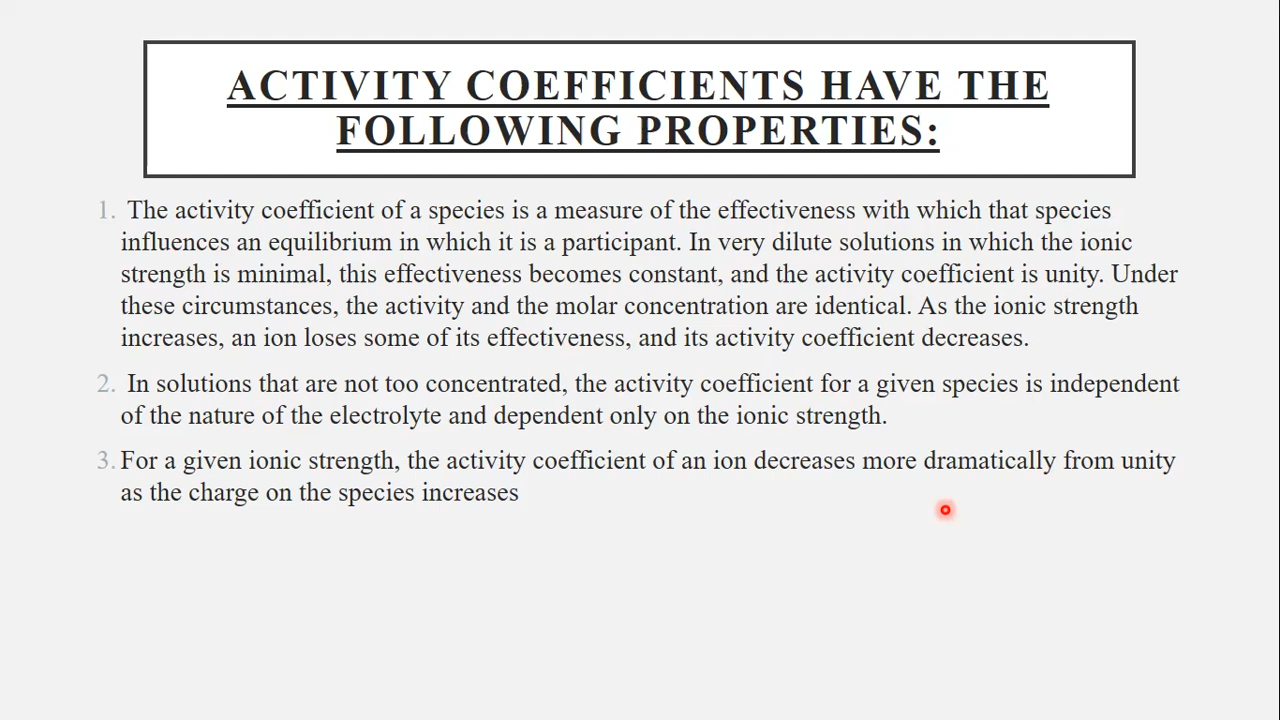 ACTIVITY COEFFICIENTS HAVE THE
FOLLOWING PROPERTIES:
1. The activity coefficient of a species is a measure of the effectiveness with which that species
influences an equilibrium in which it is a participant. In very dilute solutions in which the ionic
strength is minimal, this effectiveness becomes constant, and the activity coefficient is unity. Under
these circumstances, the activity and the molar concentration are identical. As the ionic strength
increases, an ion loses some of its effectiveness, and its activity coefficient decreases.
2. In solutions that are not too concentrated, the activity coefficient for a given species is independent
of the nature of the electrolyte and dependent only on the ionic strength.
3. For a given ionic strength, the activity coefficient of an ion decreases more dramatically from unity
as the charge on the species increases